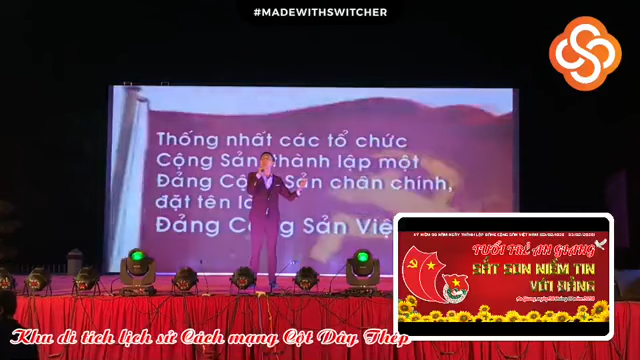 #MADEWITHSWITCHER
Thống nhất các tổ chức
Cộng Sản thành lập một
Đảng Cộng Sản chân chính,
đặt tên là
Đảng Cộng Sản Việ
TUỔI TRẺ AN GIANG
SẮT SON NIỀM TIN
VỚI ĐẢNG
Khu di tích lịch sử Cách mạng Cột Dây Thép